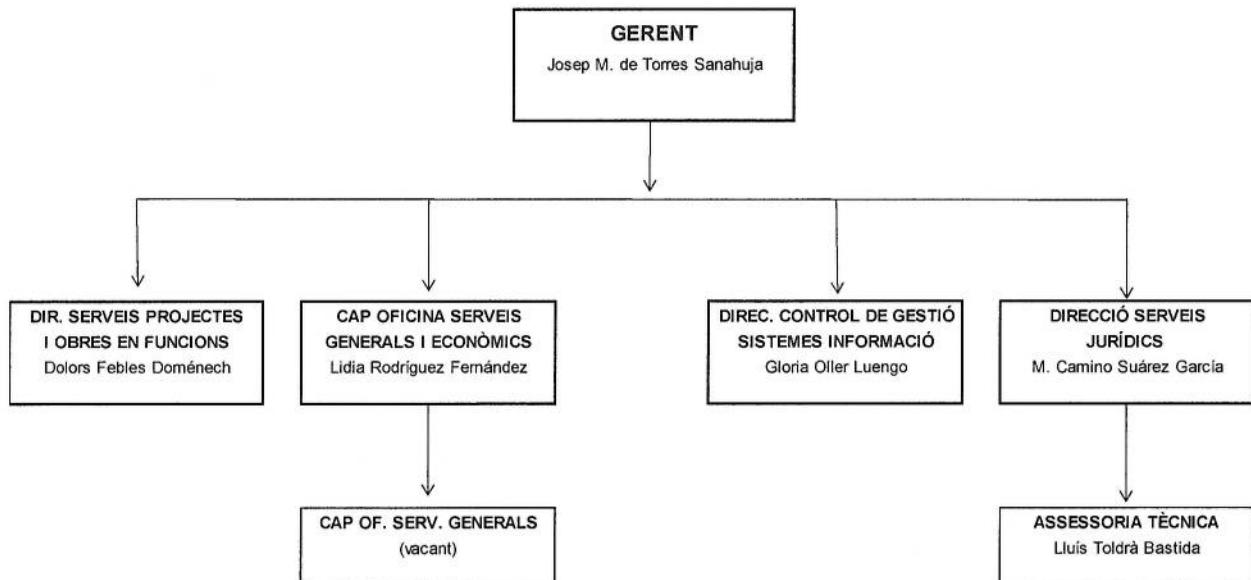 GERENT
Josep M. de Torres Sanahuja
DIR. SERVEIS PROJECTES
I OBRES EN FUNCIONS
Dolors Febles Doménech
CAP OFICINA SERVEIS
GENERALS I ECONÒMICS
Lidia Rodríguez Fernández
DIREC. CONTROL DE GESTIÓ
SISTEMES INFORMACIÓ
Gloria Oller Luengo
DIRECCIÓ SERVEIS
JURÍDICS
M. Camino Suárez García
CAP OF. SERV. GENERALS
(vacant)
ASSESSORIA TÈCNICA
Lluís Toldrà Bastida